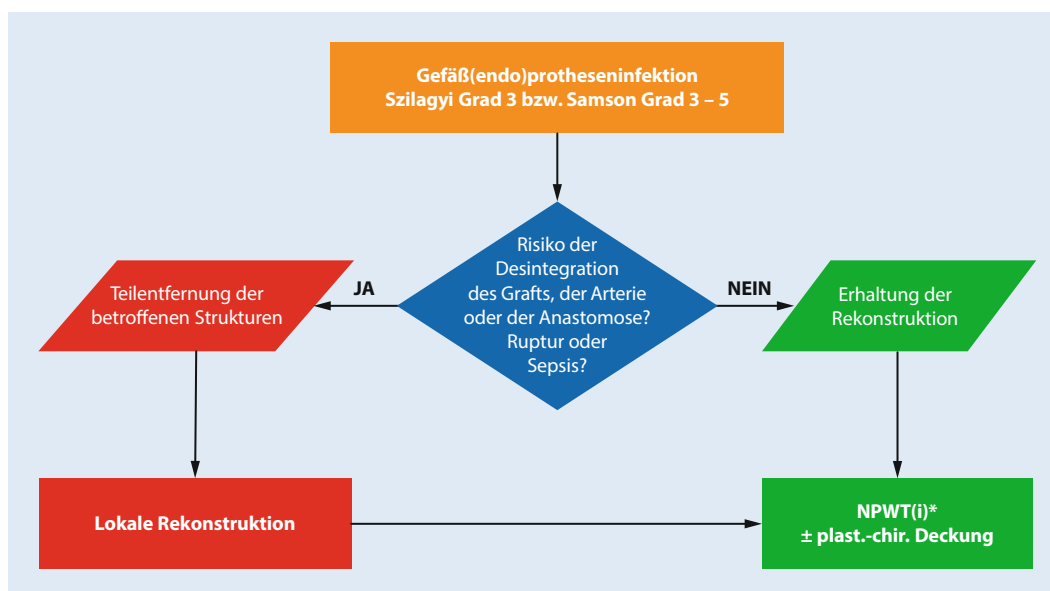 Gefäß(endo)protheseninfektion
Szilagyi Grad 3 bzw. Samson Grad 3 – 5
Risiko der
Desintegration
des Grafts, der Arterie
oder der Anastomose?
Ruptur oder
Sepsis?
JA
NEIN
Teilentfernung der
betroffenen Strukturen
Erhaltung der
Rekonstruktion
Lokale Rekonstruktion
NPWT(i)*
± plast.-chir. Deckung